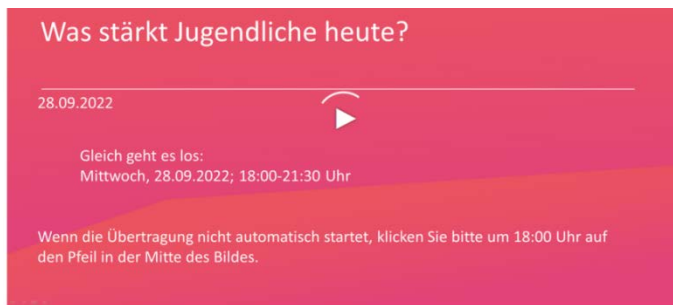 Was stärkt Jugendliche heute?
28.09.2022
Gleich geht es los:
Mittwoch, 28.09.2022; 18:00-21:30 Uhr
Wenn die Übertragung nicht automatisch startet, klicken Sie bitte um 18:00 Uhr auf
den Pfeil in der Mitte des Bildes.